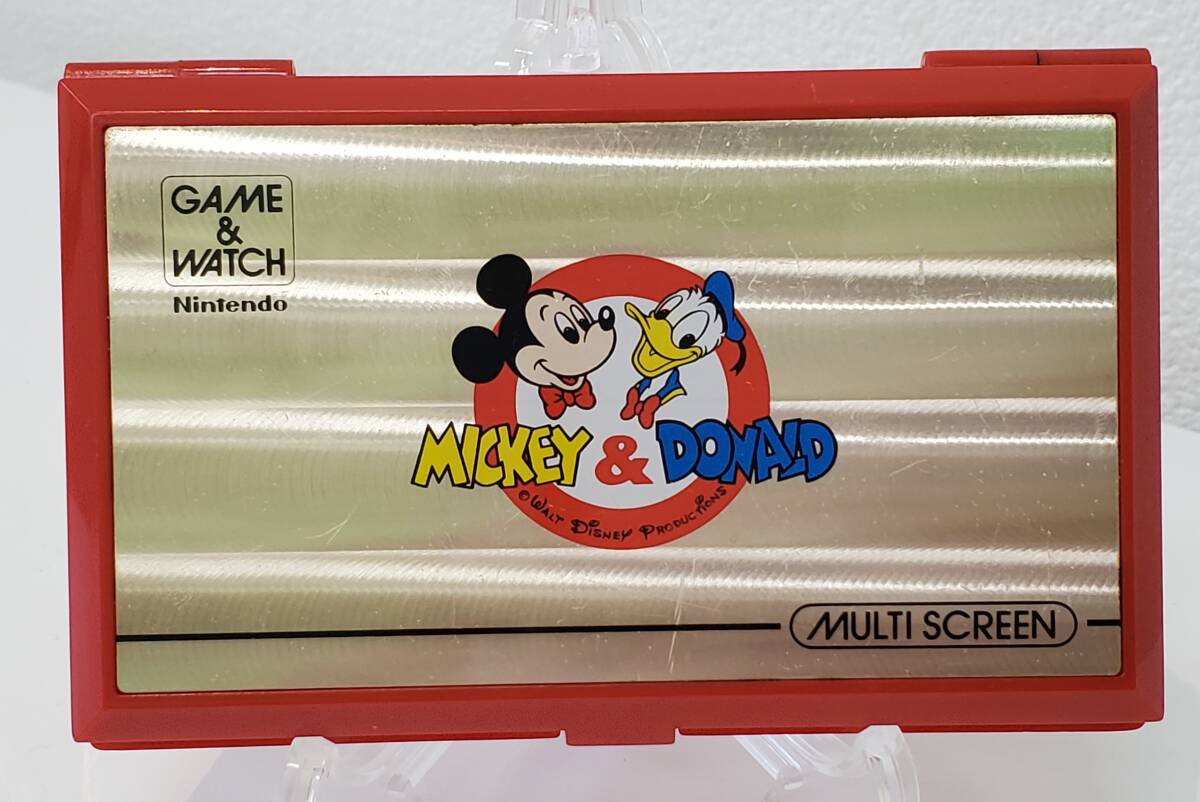 GAME
&
WATCH
Nintendo
MICKEY & DONALD
© WALT DISNEY PRODUCTIONS
MULTI SCREEN